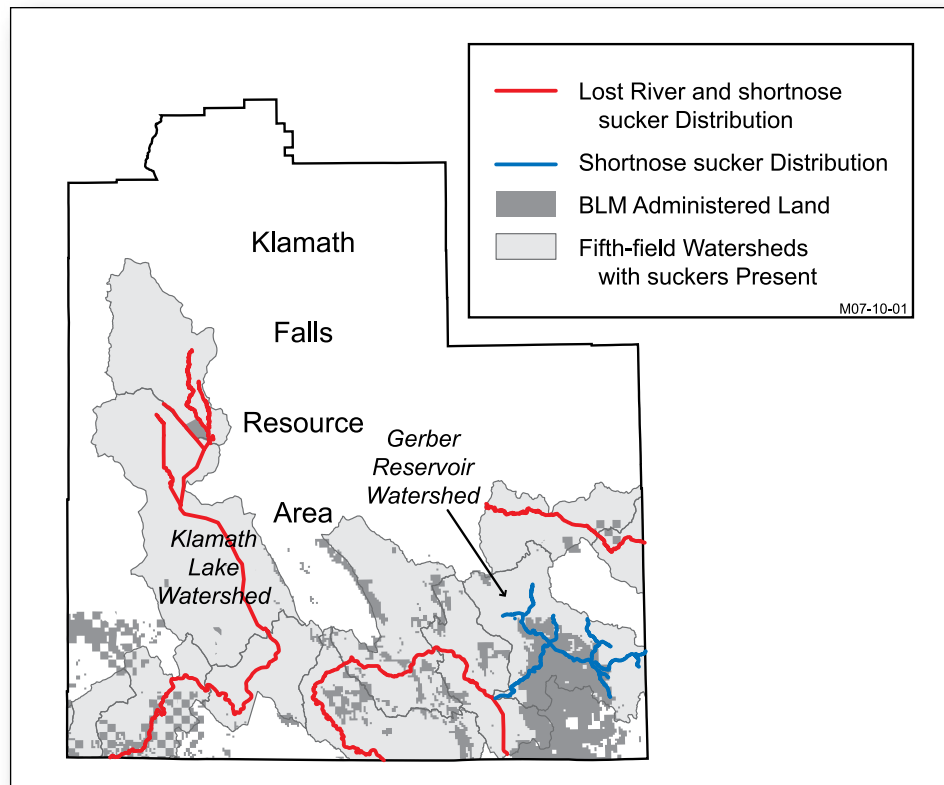 Lost River and shortnose
sucker Distribution
Shortnose sucker Distribution
BLM Administered Land
Fifth-field Watersheds
with suckers Present
M07-10-01
Klamath
Falls
Resource
Area
Gerber
Reservoir
Watershed
Klamath
Lake
Watershed